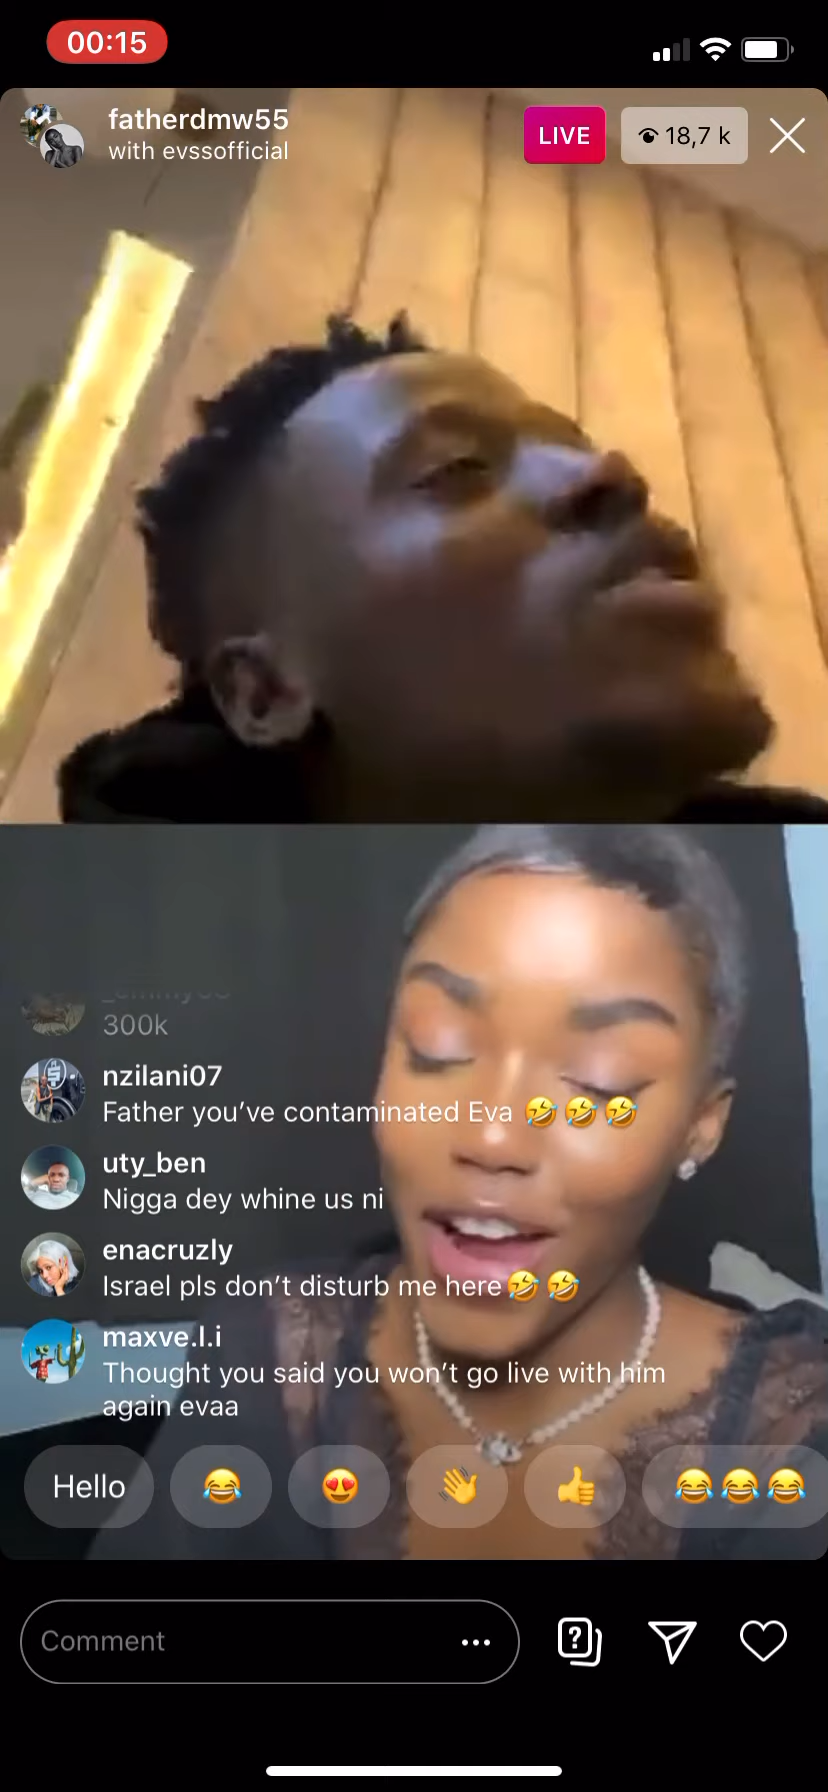 00:15
fatherdmw55
with evssofficial
LIVE
18,7 k
300k
nzilani07
Father you've contaminated Eva 🤣🤣🤣
uty_ben
Nigga dey whine us ni
enacruzly
Israel pls don't disturb me here🤣🤣
maxve.l.i
Thought you said you won't go live with him
again evaa
Hello
😂
😍
👋
👍
😂😂😂
Comment